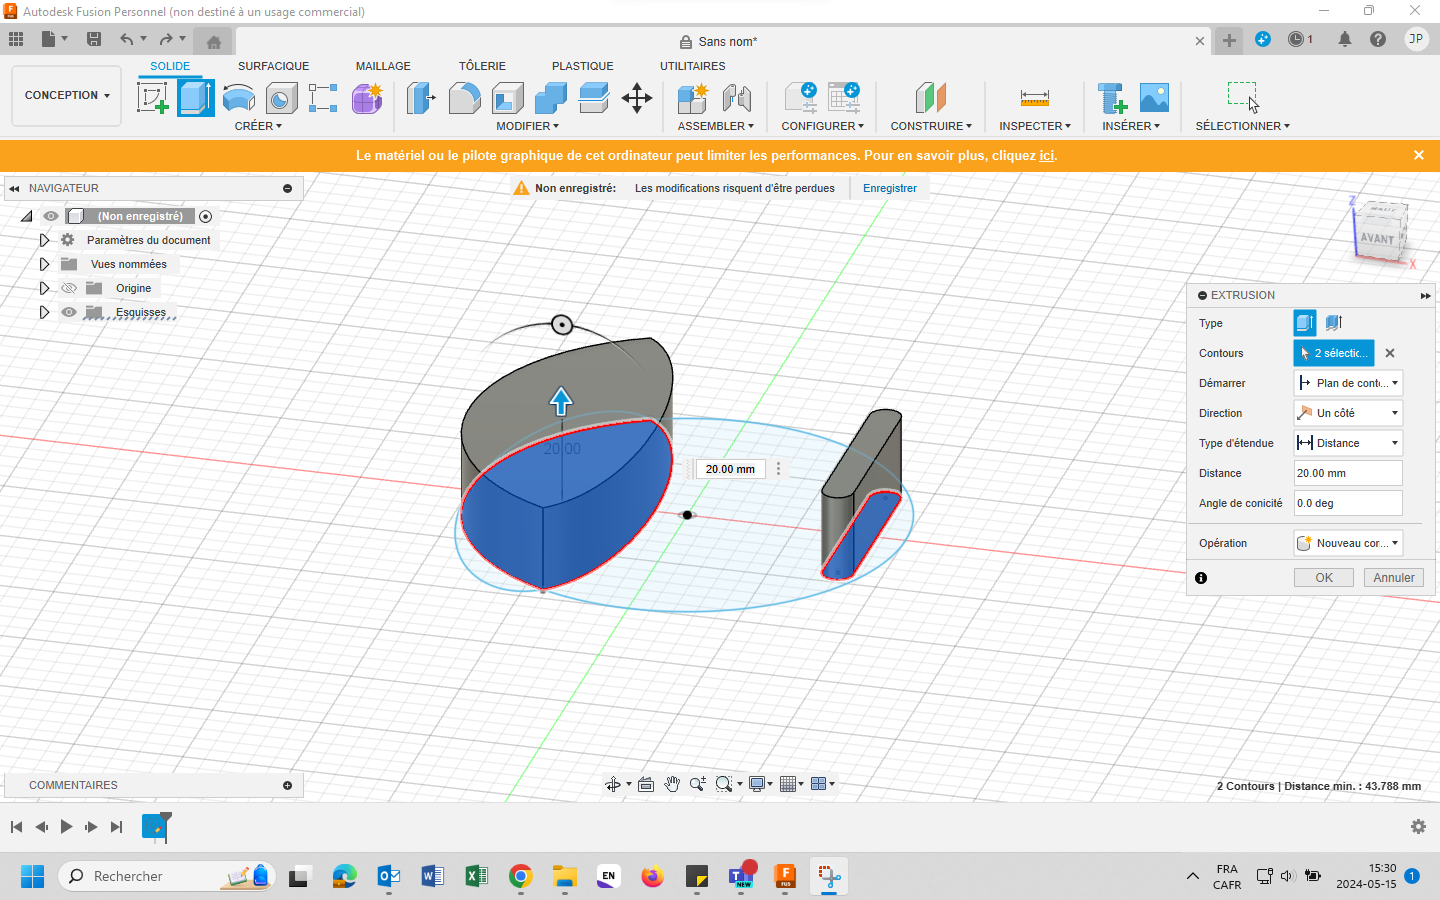 Autodesk Fusion Personnel (non destiné à un usage commercial)
Sans nom*
1
JP
CONCEPTION
SOLIDE
SURFACIQUE
MAILLAGE
TÔLERIE
PLASTIQUE
UTILITAIRES
CRÉER
MODIFIER
ASSEMBLER
CONFIGURER
CONSTRUIRE
INSPECTER
INSÉRER
SÉLECTIONNER
Le matériel ou le pilote graphique de cet ordinateur peut limiter les performances. Pour en savoir plus, cliquez ici.
NAVIGATEUR
Non enregistré: Les modifications risquent d'être perdues Enregistrer
(Non enregistré)
Paramètres du document
Vues nommées
Origine
Esquisses
Z
HAUT
AVANT
X
20.00
20.00 mm
EXTRUSION
Type
Contours 2 sélectic...
Démarrer Plan de cont...
Direction Un côté
Type d'étendue Distance
Distance 20.00 mm
Angle de conicité 0.0 deg
Opération Nouveau cor...
OK Annuler
COMMENTAIRES
2 Contours | Distance min. : 43.788 mm
Rechercher
EN
NEW
F
FUS
FRA
CAFR
15:30
2024-05-15
1